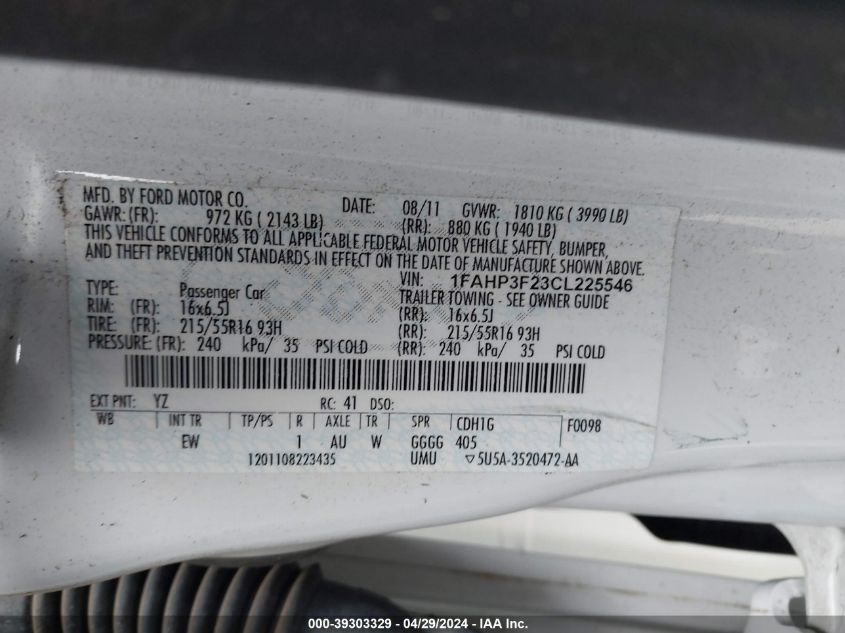 MFD. BY FORD MOTOR CO. DATE: 08/11 GVWR: 1810 KG ( 3990 LB)
GAWR: (FR): 972 KG ( 2143 LB) (RR): 880 KG ( 1940 LB)
THIS VEHICLE CONFORMS TO ALL APPLICABLE FEDERAL MOTOR VEHICLE SAFETY, BUMPER,
AND THEFT PREVENTION STANDARDS IN EFFECT ON THE DATE OF MANUFACTURE SHOWN ABOVE.
VIN: 1FAHP3F23CL225546
TYPE: Passenger Car TRAILER TOWING - SEE OWNER GUIDE
RIM: (FR): 16x6.5J (RR): 16x6.5J
TIRE: (FR): 215/55R16 93H (RR): 215/55R16 93H
PRESSURE: (FR): 240 kPa/ 35 PSI COLD (RR): 240 kPa/ 35 PSI COLD
EXT PNT: YZ RC: 41 DSO:
WB INT TR TP/PS R AXLE TR SPR CDH1G F0098
EW 1 AU W GGGG 405
1201108223435 UMU ▽5U5A-3520472-AA
000-39303329 - 04/29/2024 - IAA Inc.